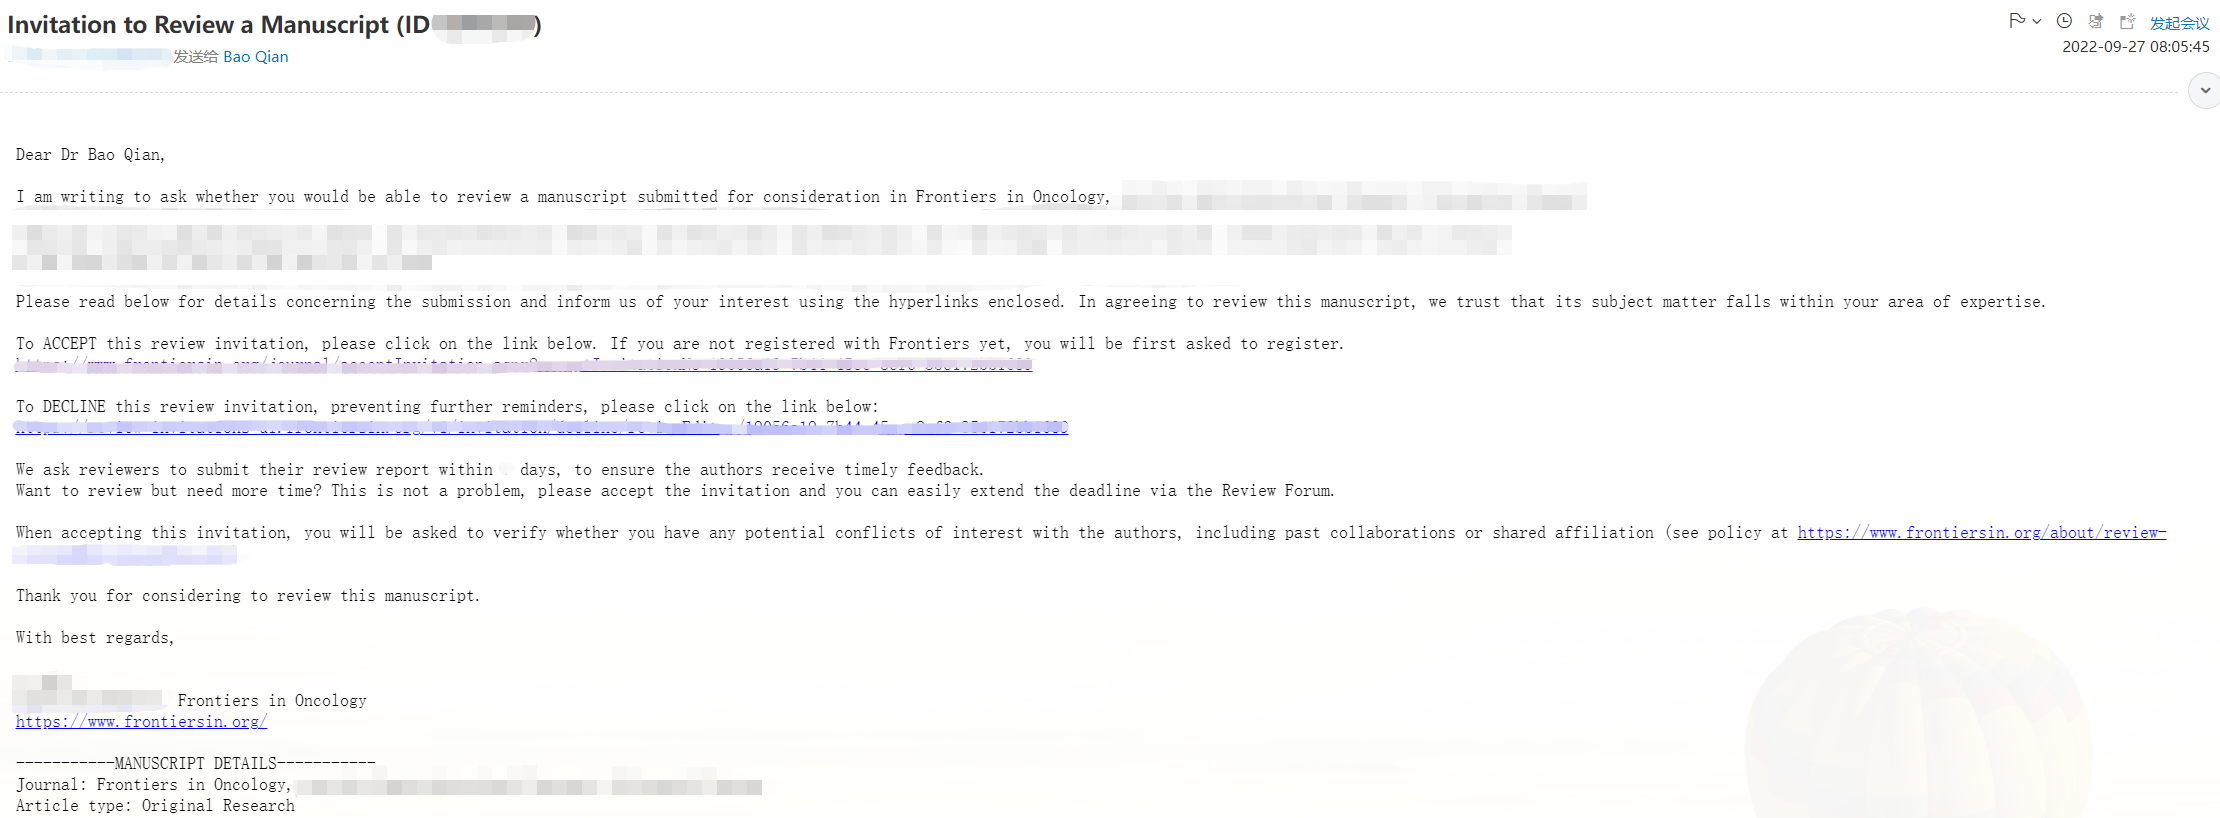 Invitation to Review a Manuscript (ID )
发起会议
发送给 Bao Qian
2022-09-27 08:05:45
Dear Dr Bao Qian,
I am writing to ask whether you would be able to review a manuscript submitted for consideration in Frontiers in Oncology,
Please read below for details concerning the submission and inform us of your interest using the hyperlinks enclosed. In agreeing to review this manuscript, we trust that its subject matter falls within your area of expertise.
To ACCEPT this review invitation, please click on the link below. If you are not registered with Frontiers yet, you will be first asked to register.
To DECLINE this review invitation, preventing further reminders, please click on the link below:
We ask reviewers to submit their review report within days, to ensure the authors receive timely feedback.
Want to review but need more time? This is not a problem, please accept the invitation and you can easily extend the deadline via the Review Forum.
When accepting this invitation, you will be asked to verify whether you have any potential conflicts of interest with the authors, including past collaborations or shared affiliation (see policy at https://www.frontiersin.org/about/review-
Thank you for considering to review this manuscript.
With best regards,
Frontiers in Oncology
https://www.frontiersin.org/
-----------MANUSCRIPT DETAILS-----------
Journal: Frontiers in Oncology,
Article type: Original Research